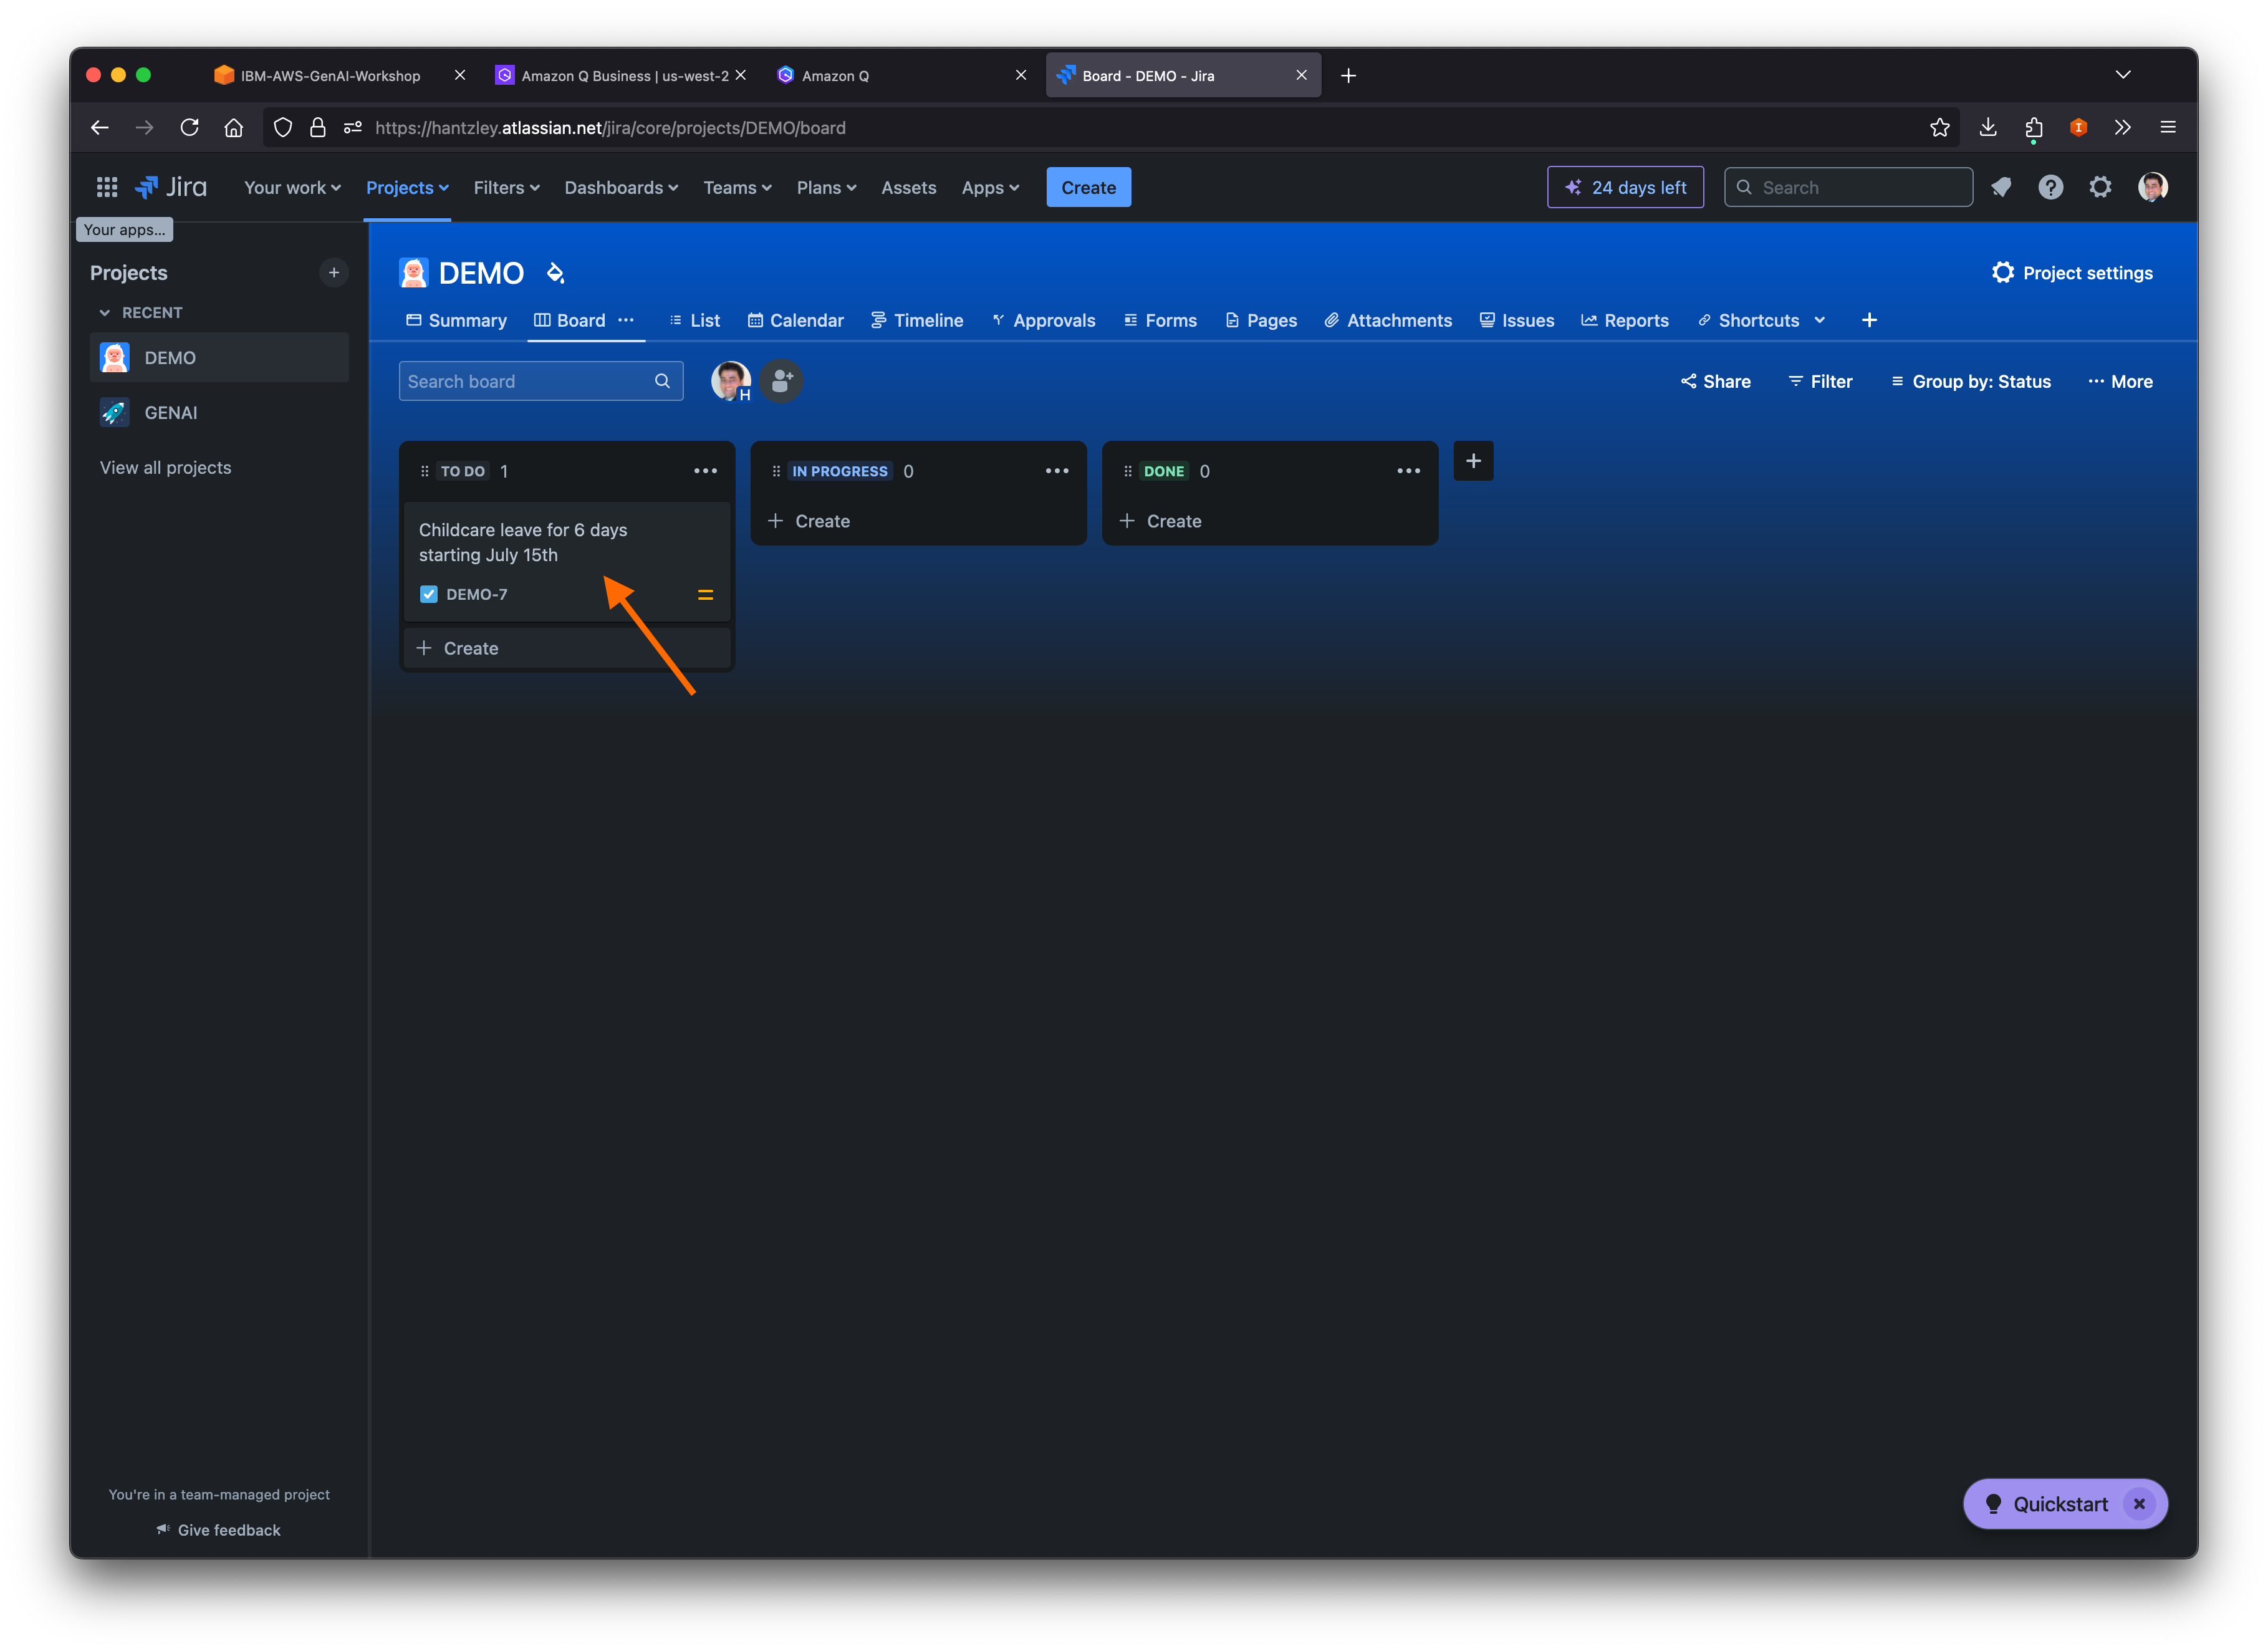 IBM-AWS-GenAI-Workshop
Amazon Q Business | us-west-2
Amazon Q
Board - DEMO - Jira
https://hantzley.atlassian.net/jira/core/projects/DEMO/board
Jira
Your work
Projects
Filters
Dashboards
Teams
Plans
Assets
Apps
Create
24 days left
Search
Your apps...
Projects
RECENT
DEMO
GENAI
View all projects
DEMO
Project settings
Summary
Board
List
Calendar
Timeline
Approvals
Forms
Pages
Attachments
Issues
Reports
Shortcuts
Search board
H
Share
Filter
Group by: Status
More
TO DO 1
Childcare leave for 6 days
starting July 15th
DEMO-7
Create
IN PROGRESS 0
Create
DONE 0
Create
You're in a team-managed project
Give feedback
Quickstart